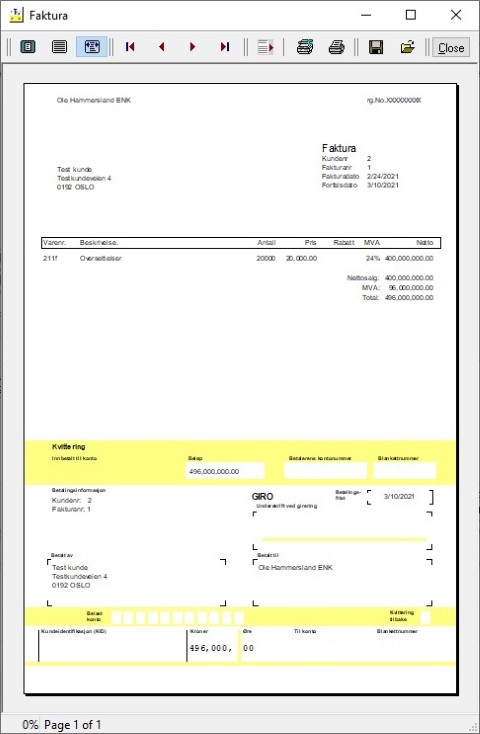 Faktura
Close
Ole Hammersland ENK
rg.No.XXXXXXXX
Faktura
Kundenr 2
Fakturanr 1
Fakturadato 2/24/2021
Forfalsdato 3/10/2021
Test kunde
Testkundeveien 4
0192 OSLO
Varenr. Beskrivelse. Antall Pris Rabatt MVA Netto
211f Oversettelser 20000 20,000.00 24% 400,000,000.00
Nettosalg: 400,000,000.00
MVA: 96,000,000.00
Total: 496,000,000.00
Kvittering
Innbetalt til konto Beløp Betalerens kontonummer Blankettnummer
496,000,000.00
Betalingsinformasjon
Kundenr: 2
Fakturanr: 1
GIRO
Betalings-
frist
3/10/2021
Underskrift ved girering
Betalt av
Test kunde
Testkundeveien 4
0192 OSLO
Betalt til
Ole Hammersland ENK
Belast
konto
Kvittering
tilbake
Kundeidentifikasjon (KID) Kroner Øre Til konto Blankettnummer
496,000, 00
0% Page 1 of 1